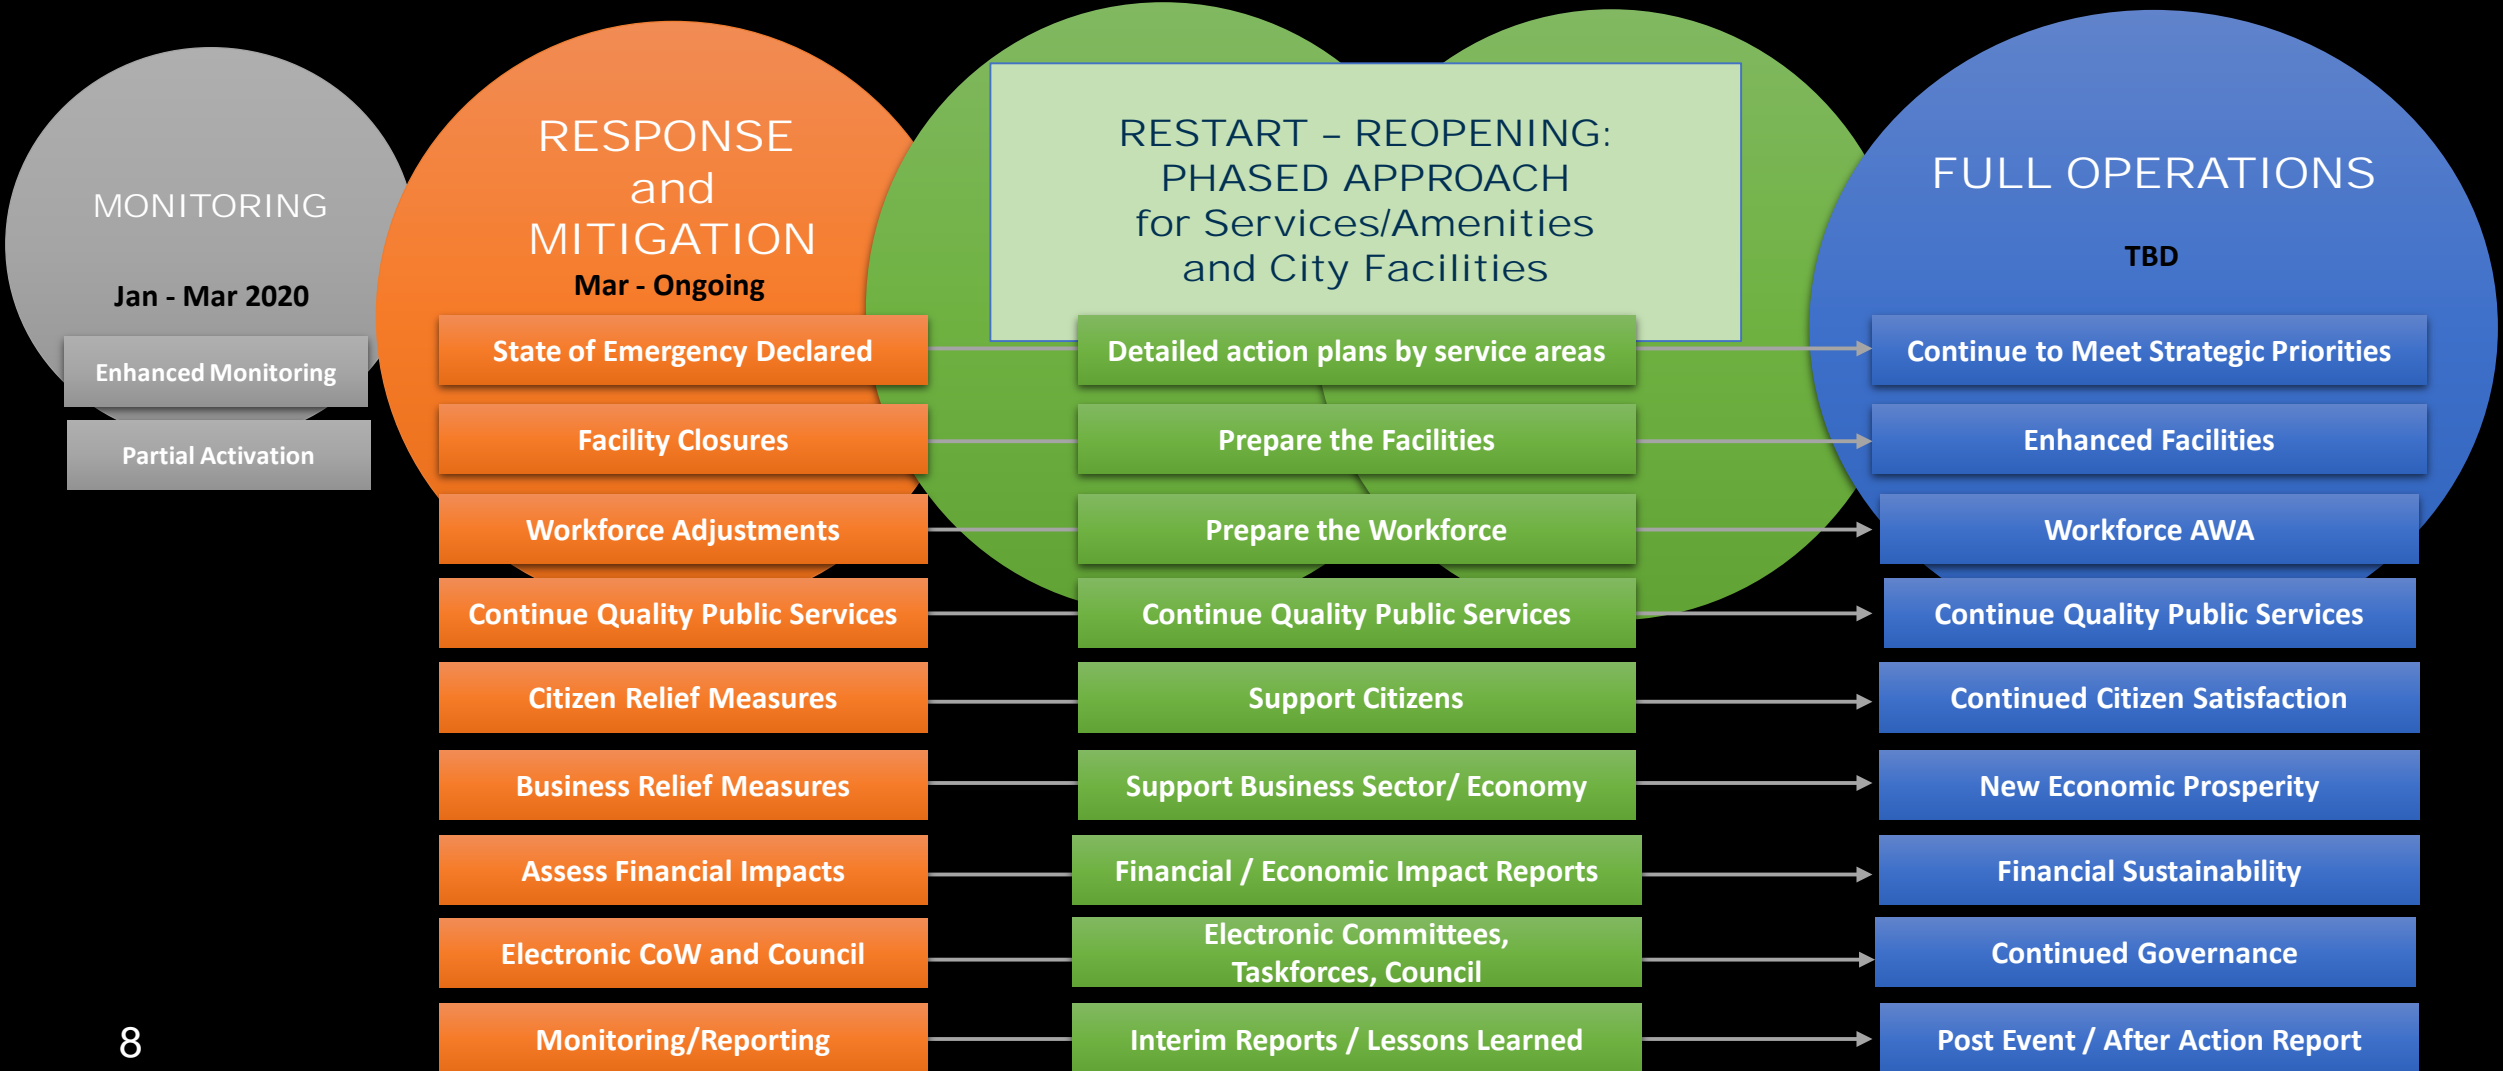 MONITORING
Jan - Mar 2020
Enhanced Monitoring
Partial Activation
RESPONSE
and
MITIGATION
Mar - Ongoing
State of Emergency Declared
Facility Closures
Workforce Adjustments
Continue Quality Public Services
Citizen Relief Measures
Business Relief Measures
Assess Financial Impacts
Electronic CoW and Council
Monitoring/Reporting
RESTART – REOPENING:
PHASED APPROACH
for Services/Amenities
and City Facilities
Detailed action plans by service areas
Prepare the Facilities
Prepare the Workforce
Continue Quality Public Services
Support Citizens
Support Business Sector/ Economy
Financial / Economic Impact Reports
Electronic Committees,
Taskforces, Council
Interim Reports / Lessons Learned
FULL OPERATIONS
TBD
Continue to Meet Strategic Priorities
Enhanced Facilities
Workforce AWA
Continue Quality Public Services
Continued Citizen Satisfaction
New Economic Prosperity
Financial Sustainability
Continued Governance
Post Event / After Action Report
8